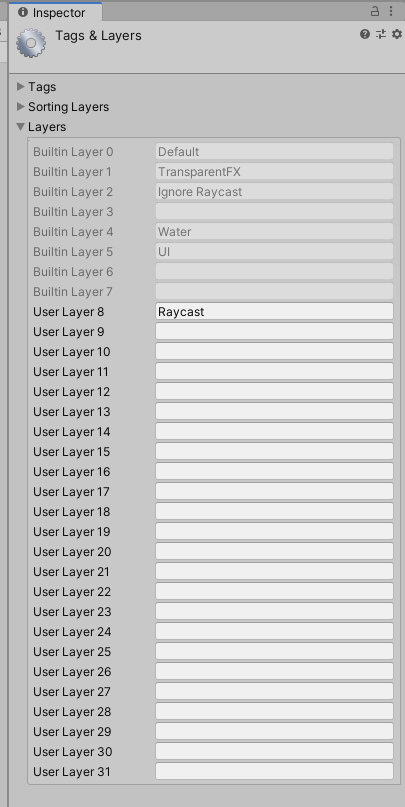 Inspector
Tags & Layers
Tags
Sorting Layers
Layers
Builtin Layer 0 Default
Builtin Layer 1 TransparentFX
Builtin Layer 2 Ignore Raycast
Builtin Layer 3
Builtin Layer 4 Water
Builtin Layer 5 UI
Builtin Layer 6
Builtin Layer 7
User Layer 8 Raycast
User Layer 9
User Layer 10
User Layer 11
User Layer 12
User Layer 13
User Layer 14
User Layer 15
User Layer 16
User Layer 17
User Layer 18
User Layer 19
User Layer 20
User Layer 21
User Layer 22
User Layer 23
User Layer 24
User Layer 25
User Layer 26
User Layer 27
User Layer 28
User Layer 29
User Layer 30
User Layer 31